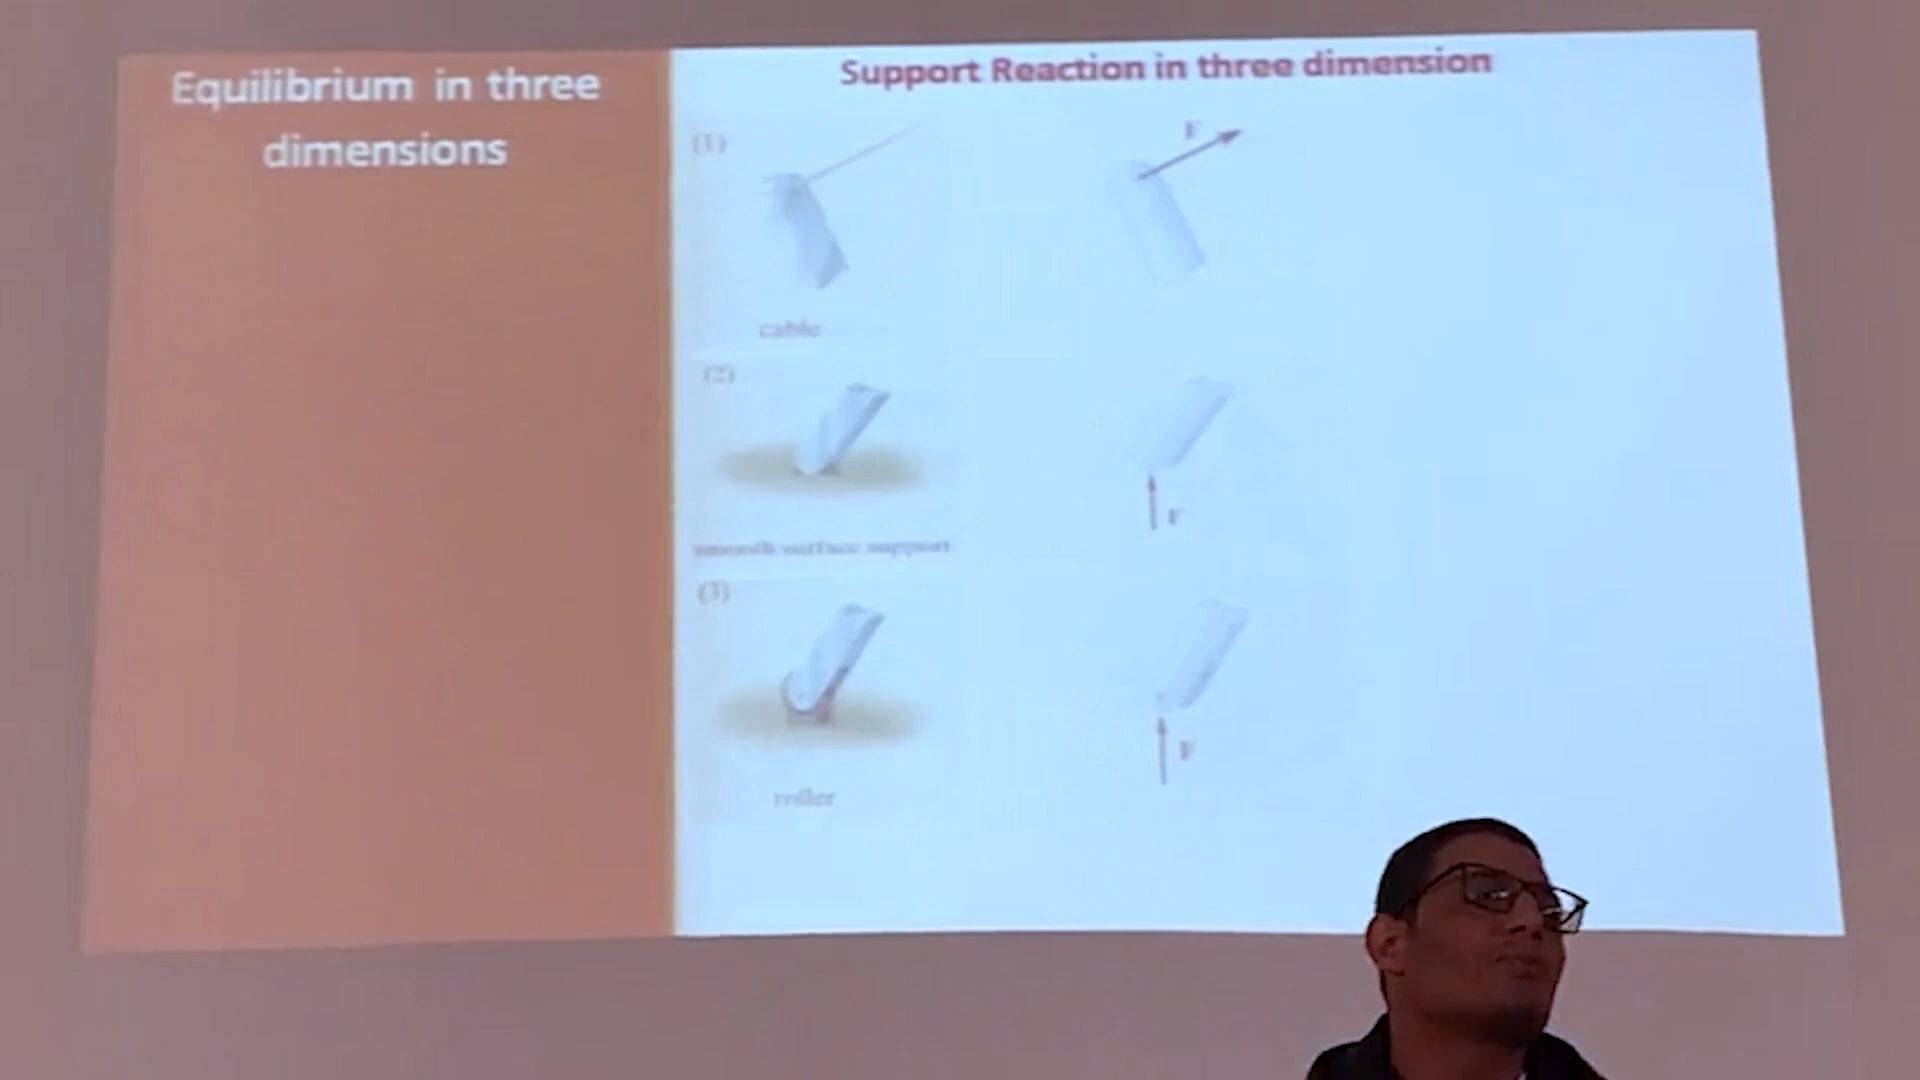 Equilibrium in three
dimensions
Support Reaction in three dimension
(1)
F
cable
(2)
F
smooth surface support
(3)
F
roller